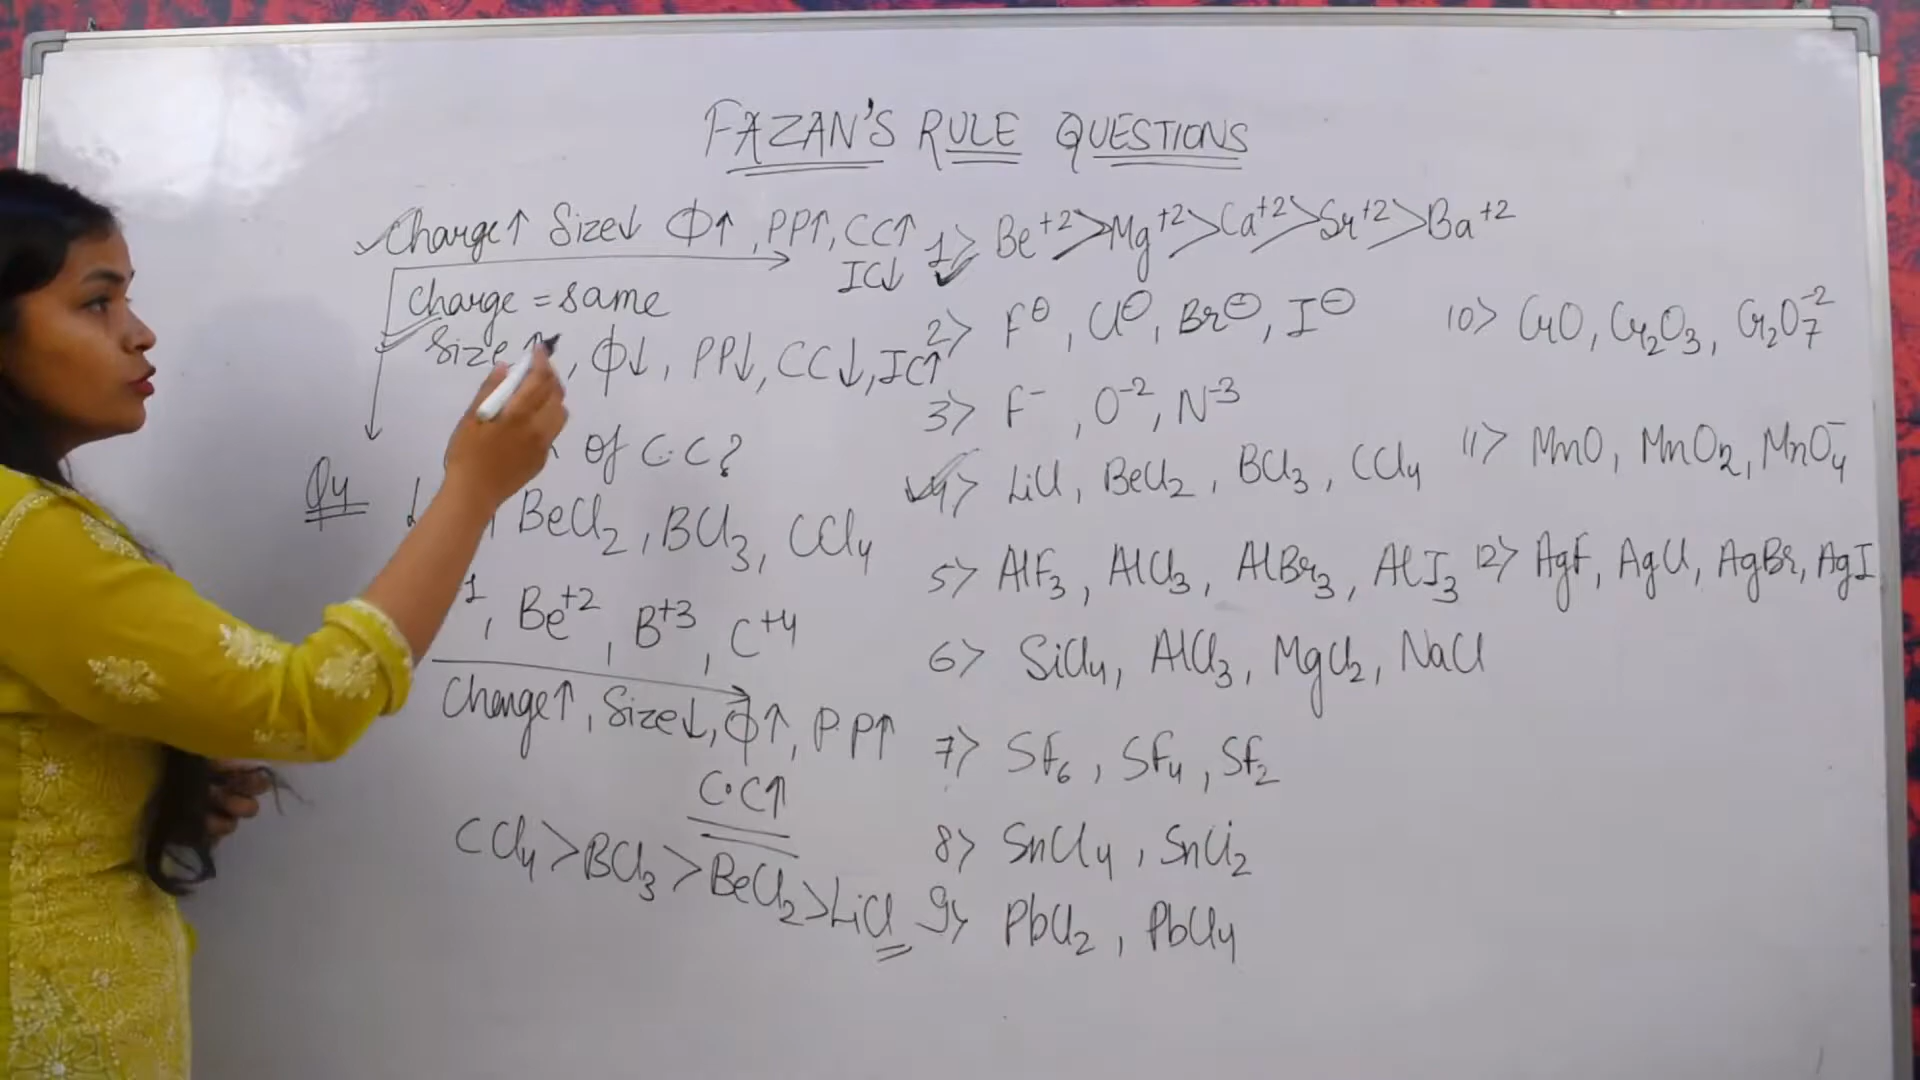 FAZAN'S RULE QUESTIONS
Charge↑ Size↓ Φ↑, PP↑, CC↑
IC↓
Charge = same
Size↑, Φ↓, PP↓, CC↓, IC↑
of C.C?
Q4
BeCl2, BCl3, CCl4
1, Be+2, B+3, C+4
Charge↑, Size↓, Φ↑, P.P↑
C.C↑
CCl4>BCl3>BeCl2>LiCl
1> Be+2>Mg+2>Ca+2>Sr+2>Ba+2
2> F⊖, Cl⊖, Br⊖, I⊖
3> F-, O-2, N-3
4> LiCl, BeCl2, BCl3, CCl4
5> AlF3, AlCl3, AlBr3, AlI3
6> SiCl4, AlCl3, MgCl2, NaCl
7> SF6, SF4, SF2
8> SnCl4, SnCl2
9> PbCl2, PbCl4
10> CrO, Cr2O3, Cr2O7-2
11> MnO, MnO2, MnO4-
12> AgF, AgCl, AgBr, AgI